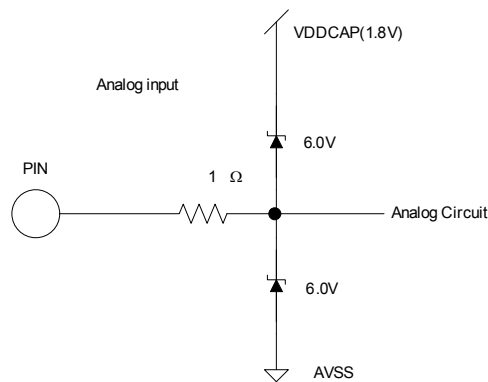 VDDCAP(1.8V)
Analog input
6.0V
PIN
1 Ω
Analog Circuit
6.0V
AVSS